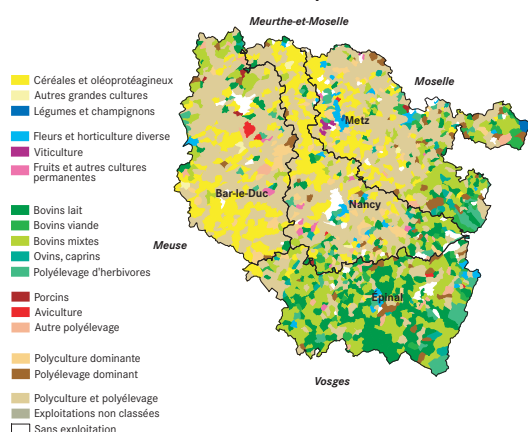 Meurthe-et-Moselle
Moselle
Céréales et oléoprotéagineux
Autres grandes cultures
Légumes et champignons
Metz
Fleurs et horticulture diverse
Viticulture
Fruits et autres cultures
permanentes
Bar-le-Duc
Nancy
Bovins lait
Bovins viande
Bovins mixtes
Ovins, caprins
Polyélevage d'herbivores
Meuse
Porcins
Aviculture
Autre polyélevage
Epinal
Polyculture dominante
Polyélevage dominant
Vosges
Polyculture et polyélevage
Exploitations non classées
Sans exploitation